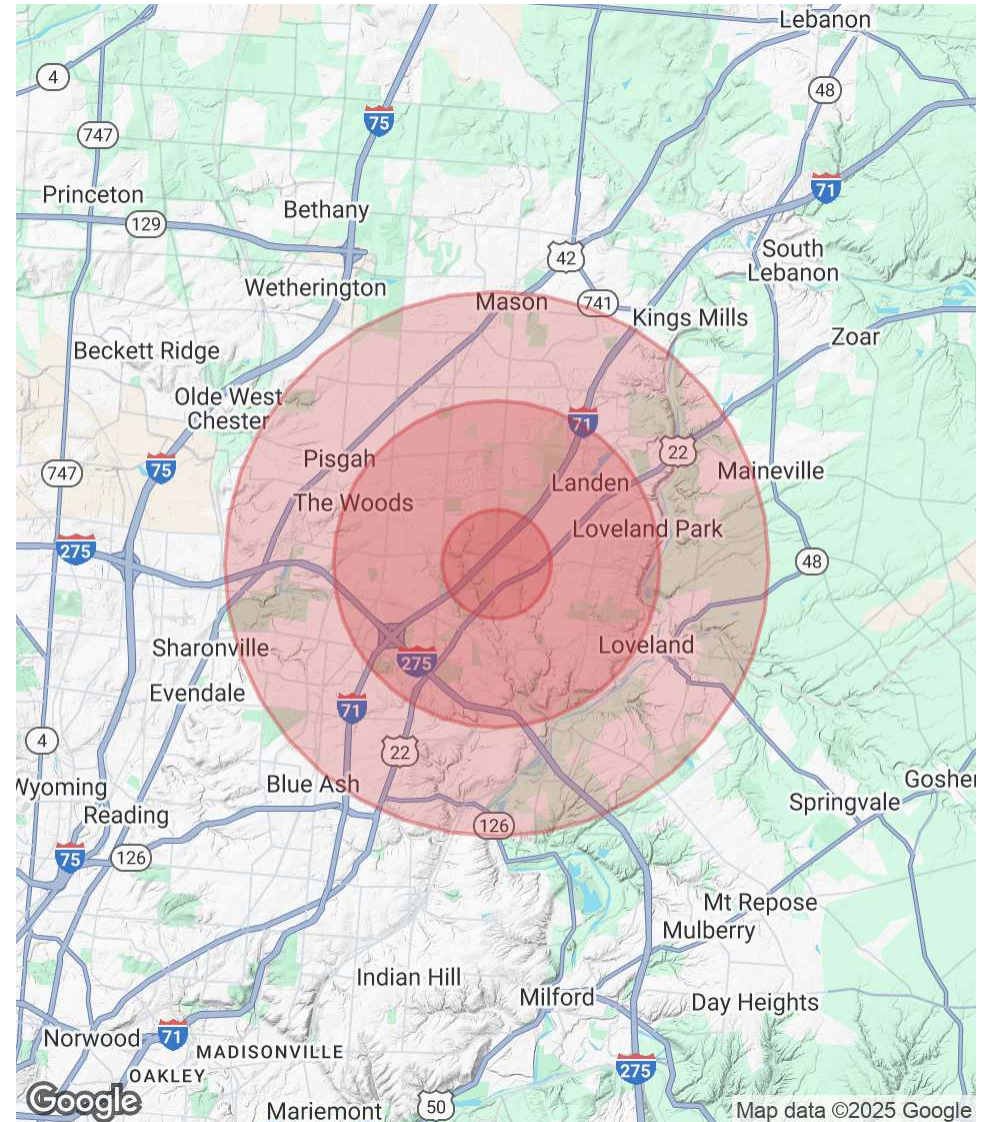 Lebanon
4
48
747
75
71
Princeton
Bethany
129
42
South
Lebanon
Wetherington
Mason
741
Kings Mills
Zoar
Beckett Ridge
Olde West
Chester
71
22
Pisgah
75
747
Landen
Maineville
The Woods
Loveland Park
275
48
Sharonville
Loveland
275
Evendale
71
4
22
Wyoming
Blue Ash
Goshen
Springvale
Reading
126
75
126
Mt Repose
Mulberry
Indian Hill
Milford
Day Heights
Norwood
71
MADISONVILLE
OAKLEY
275
Google
Mariemont
50
Map data ©2025 Google